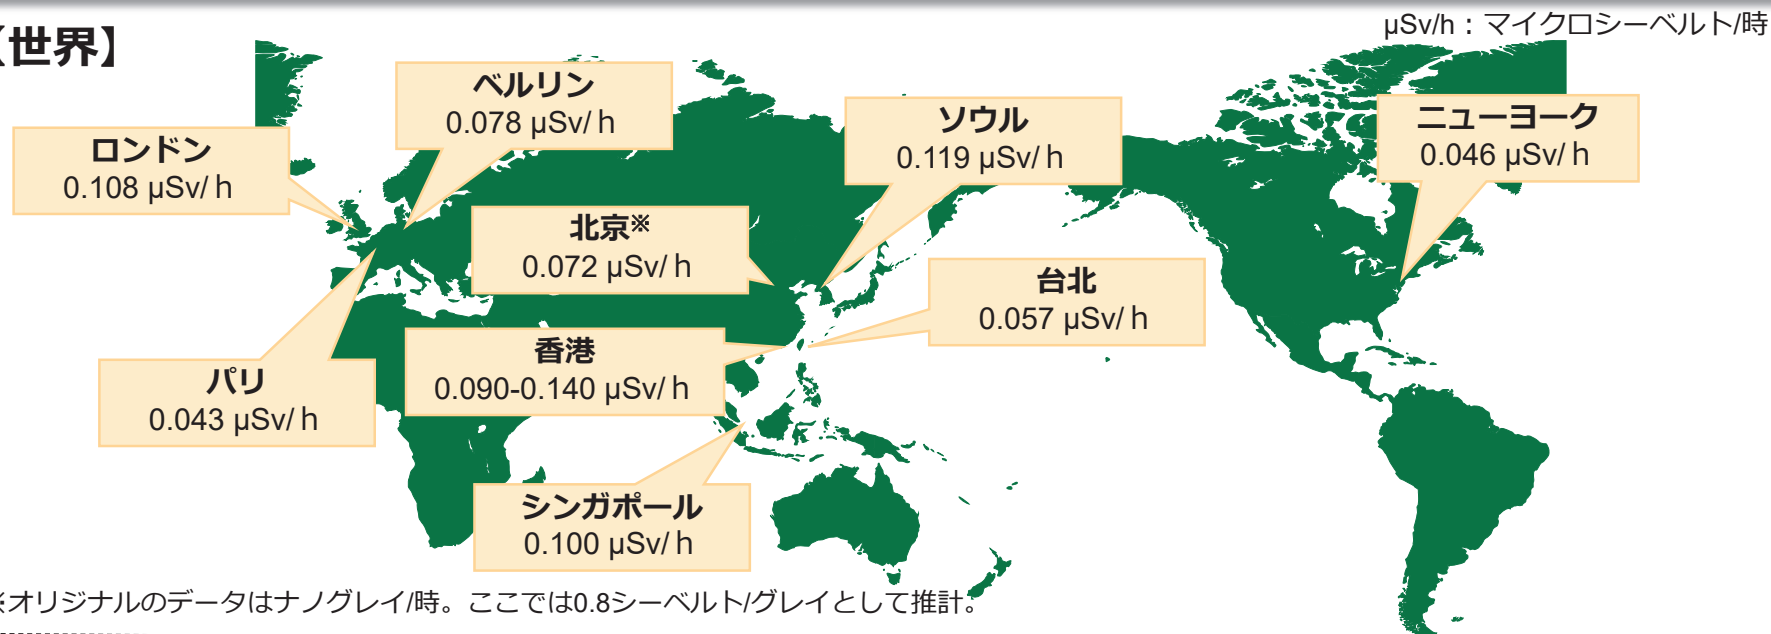 μSv/h：マイクロシーベルト/時
【世界】
ベルリン
0.078 μSv/ｈ
ソウル
0.119 μSv/ｈ
ニューヨーク
0.046 μSv/ｈ
ロンドン
0.108 μSv/ｈ
北京※
0.072 μSv/ｈ
台北
0.057 μSv/ｈ
香港
0.090-0.140 μSv/ｈ
パリ
0.043 μSv/ｈ
シンガポール
0.100 μSv/ｈ
※オリジナルのデータはナノグレイ/時。ここでは0.8シーベルト/グレイとして推計。